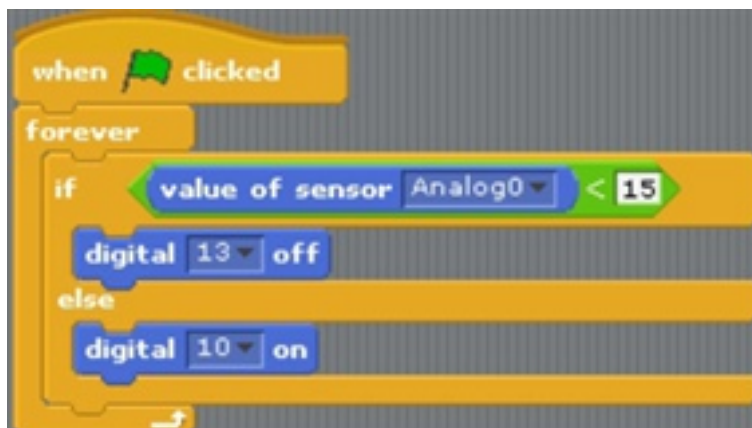 when clicked
forever
if value of sensor Analog0 < 15
digital 13 off
else
digital 10 on